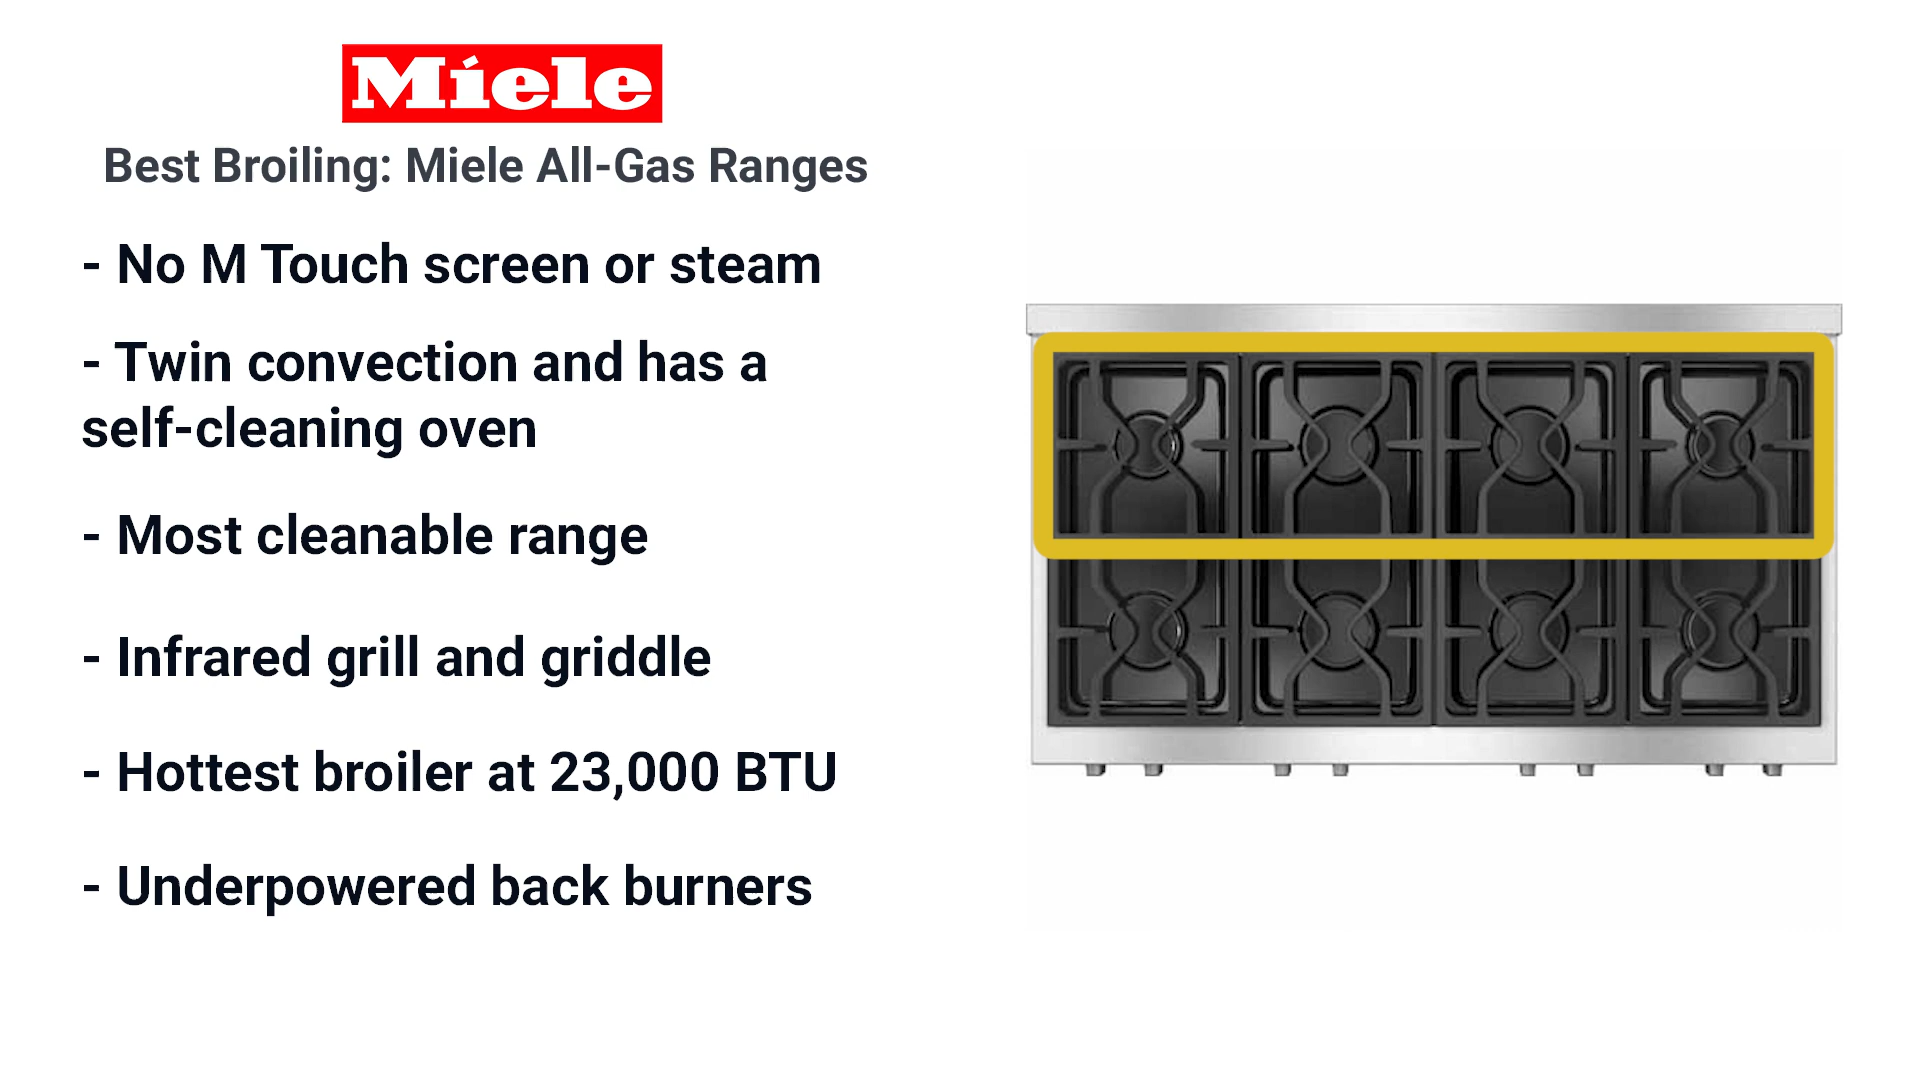 Miele
Best Broiling: Miele All-Gas Ranges
- No M Touch screen or steam
- Twin convection and has a
self-cleaning oven
- Most cleanable range
- Infrared grill and griddle
- Hottest broiler at 23,000 BTU
- Underpowered back burners